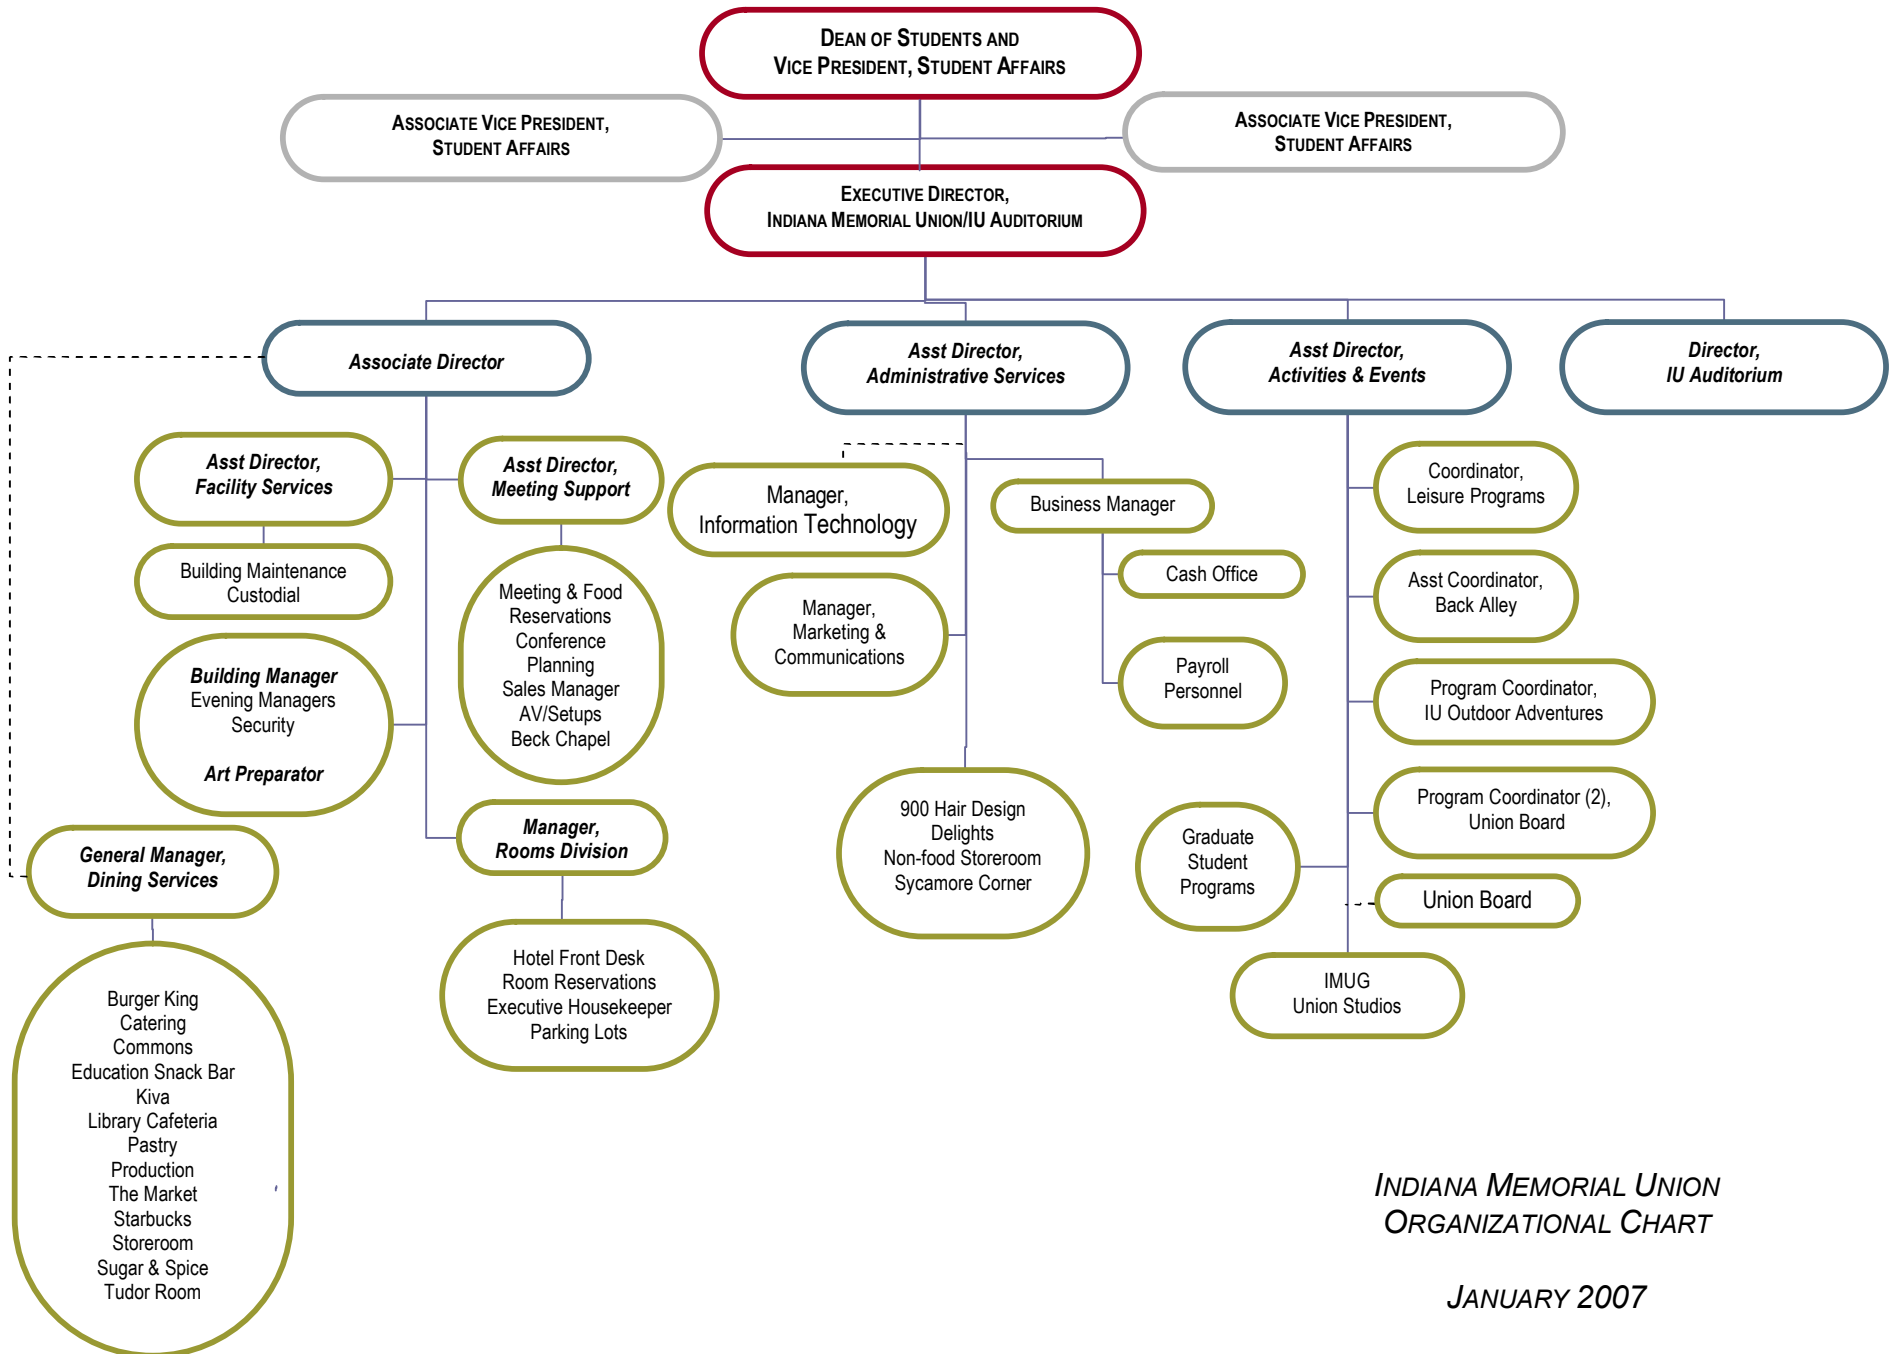 DEAN OF STUDENTS AND
VICE PRESIDENT, STUDENT AFFAIRS
ASSOCIATE VICE PRESIDENT,
STUDENT AFFAIRS
ASSOCIATE VICE PRESIDENT,
STUDENT AFFAIRS
EXECUTIVE DIRECTOR,
INDIANA MEMORIAL UNION/IU AUDITORIUM
Associate Director
Asst Director,
Administrative Services
Asst Director,
Activities & Events
Director,
IU Auditorium
Asst Director,
Facility Services
Building Maintenance
Custodial
Building Manager
Evening Managers
Security
Art Preparator
General Manager,
Dining Services
Burger King
Catering
Commons
Education Snack Bar
Kiva
Library Cafeteria
Pastry
Production
The Market
Starbucks
Storeroom
Sugar & Spice
Tudor Room
Asst Director,
Meeting Support
Meeting & Food
Reservations
Conference
Planning
Sales Manager
AV/Setups
Beck Chapel
Manager,
Rooms Division
Hotel Front Desk
Room Reservations
Executive Housekeeper
Parking Lots
Manager,
Information Technology
Manager,
Marketing &
Communications
Business Manager
Cash Office
Payroll
Personnel
900 Hair Design
Delights
Non-food Storeroom
Sycamore Corner
Coordinator,
Leisure Programs
Asst Coordinator,
Back Alley
Program Coordinator,
IU Outdoor Adventures
Program Coordinator (2),
Union Board
Graduate
Student
Programs
Union Board
IMUG
Union Studios
INDIANA MEMORIAL UNION
ORGANIZATIONAL CHART
JANUARY 2007